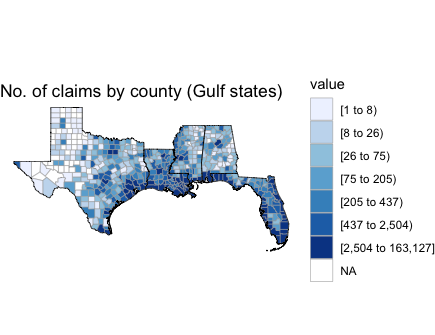 No. of claims by county (Gulf states)
value
[1 to 8)
[8 to 26)
[26 to 75)
[75 to 205)
[205 to 437)
[437 to 2,504)
[2,504 to 163,127]
NA